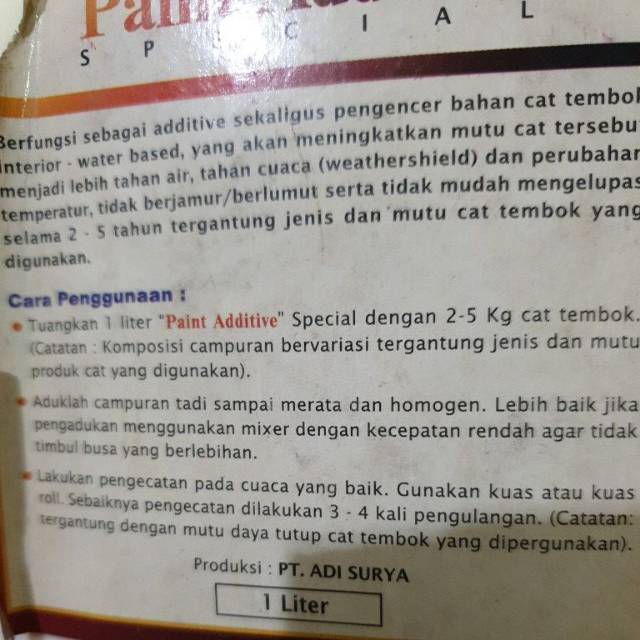 Paint
S P E C I A L
Berfungsi sebagai additive sekaligus pengencer bahan cat tembok
interior - water based, yang akan meningkatkan mutu cat tersebu
menjadi lebih tahan air, tahan cuaca (weathershield) dan perubahan
temperatur, tidak berjamur/berlumut serta tidak mudah mengelupas
selama 2 - 5 tahun tergantung jenis dan mutu cat tembok yang
digunakan.
Cara Penggunaan :
• Tuangkan 1 liter "Paint Additive" Special dengan 2-5 Kg cat tembok.
(Catatan : Komposisi campuran bervariasi tergantung jenis dan mutu
produk cat yang digunakan).
• Aduklah campuran tadi sampai merata dan homogen. Lebih baik jika
pengadukan menggunakan mixer dengan kecepatan rendah agar tidak
timbul busa yang berlebihan.
• Lakukan pengecatan pada cuaca yang baik. Gunakan kuas atau kuas
roll. Sebaiknya pengecatan dilakukan 3 - 4 kali pengulangan. (Catatan:
tergantung dengan mutu daya tutup cat tembok yang dipergunakan).
Produksi : PT. ADI SURYA
1 Liter